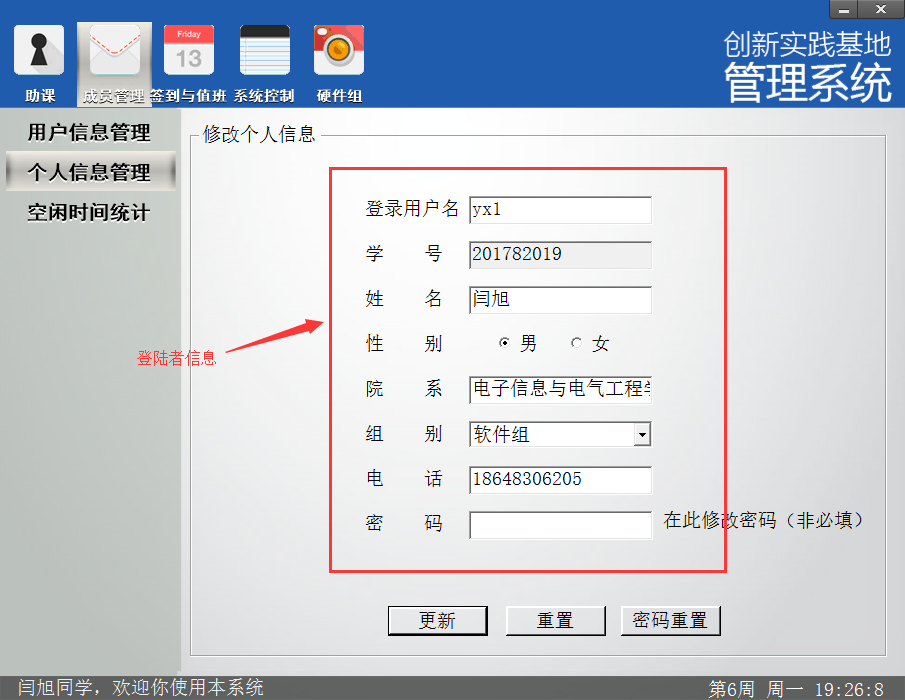 创新实践基地
管理系统
Friday
13
助课
成员管理
签到与值班
系统控制
硬件组
用户信息管理
个人信息管理
空闲时间统计
修改个人信息
登录用户名 yx1
学 号 201782019
姓 名 闫旭
性 别 男 女
院 系 电子信息与电气工程学
组 别 软件组
电 话 18648306205
密 码 在此修改密码（非必填）
登陆者信息
更新 重置 密码重置
闫旭同学，欢迎你使用本系统
第6周 周一 19:26:8